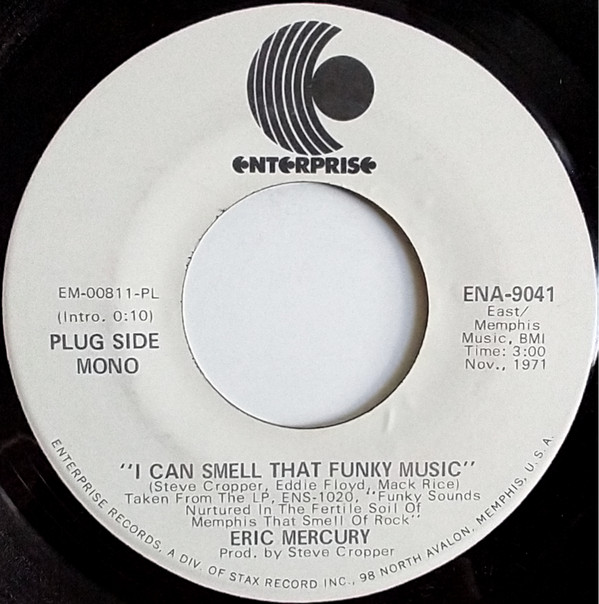 ENTERPRISE
EM-00811-PL
(Intro. 0:10)
PLUG SIDE
MONO
ENA-9041
East/
Memphis
Music, BMI
Time: 3:00
Nov., 1971
"I CAN SMELL THAT FUNKY MUSIC"
(Steve Cropper, Eddie Floyd, Mack Rice)
Taken From The LP, ENS-1020, "Funky Sounds
Nurtured In The Fertile Soil Of
Memphis That Smell Of Rock"
ERIC MERCURY
Prod. by Steve Cropper
ENTERPRISE RECORDS, A DIV. OF STAX RECORD INC., 98 NORTH AVALON, MEMPHIS, U.S.A.